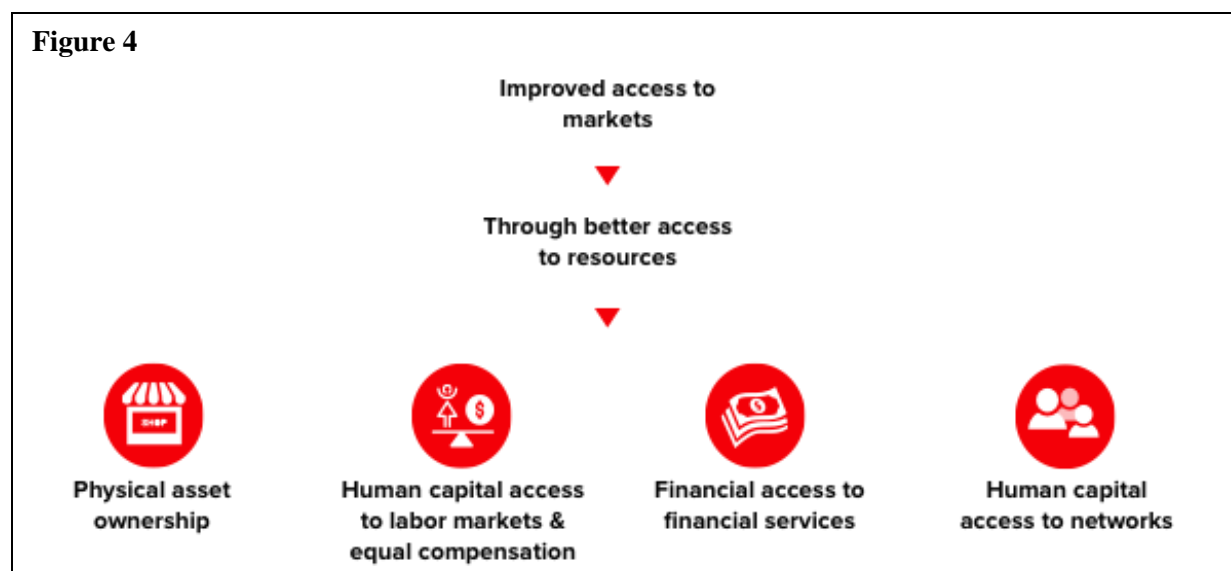 Figure 4
Improved access to
markets
Through better access
to resources
SHOP
$
$
Physical asset
ownership
Human capital access
to labor markets &
equal compensation
Financial access to
financial services
Human capital
access to networks